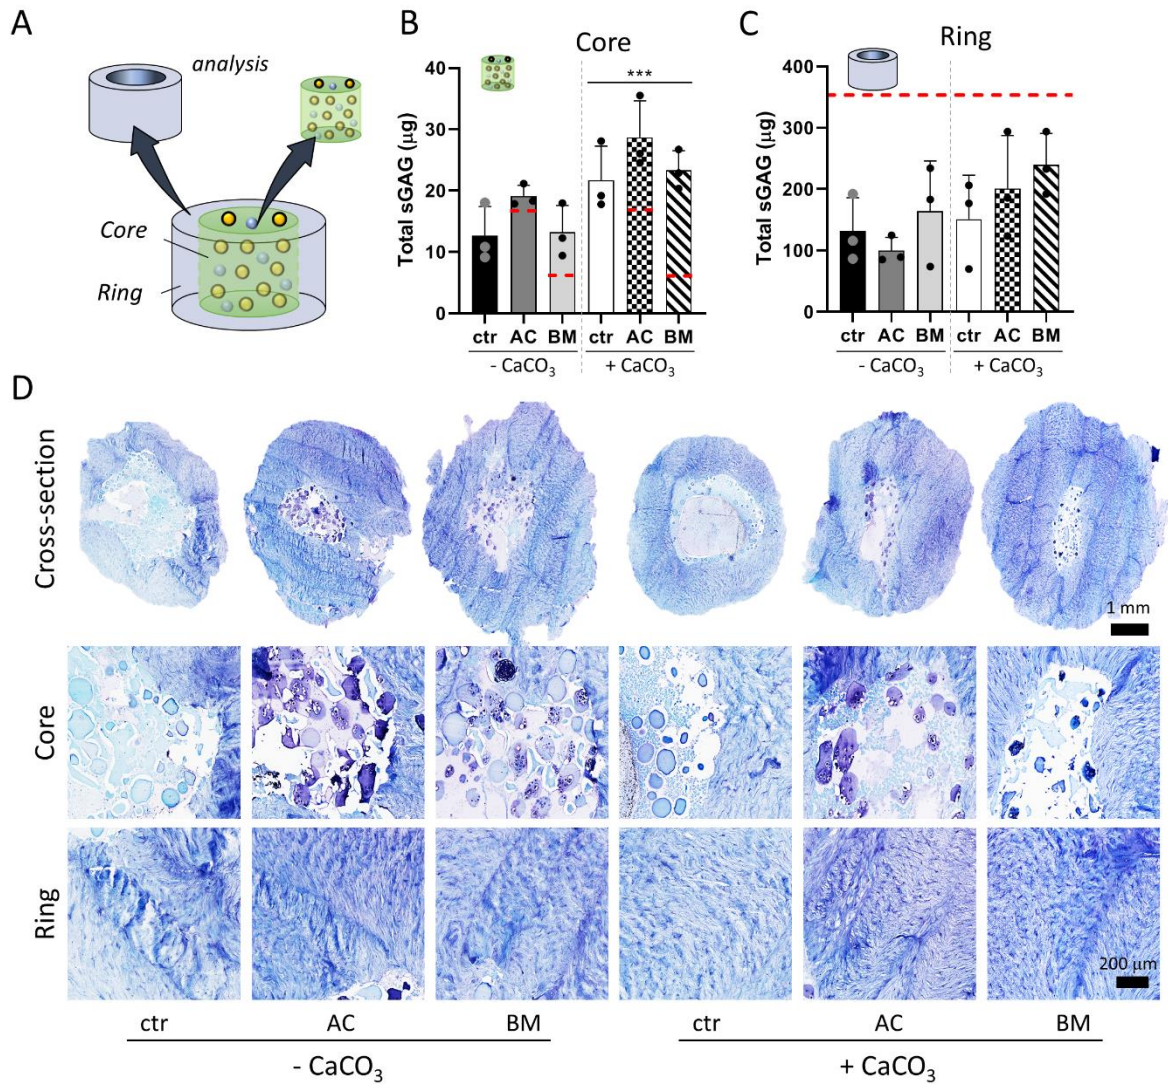 A
analysis
Core
Ring
B
Core
Total sGAG (µg)
40
30
20
10
0
***
ctr AC BM ctr AC BM
- CaCO₃ + CaCO₃
C
Ring
Total sGAG (µg)
400
300
200
100
0
ctr AC BM ctr AC BM
- CaCO₃ + CaCO₃
D
Cross-section
1 mm
Core
Ring
200 µm
ctr AC BM ctr AC BM
- CaCO₃ + CaCO₃